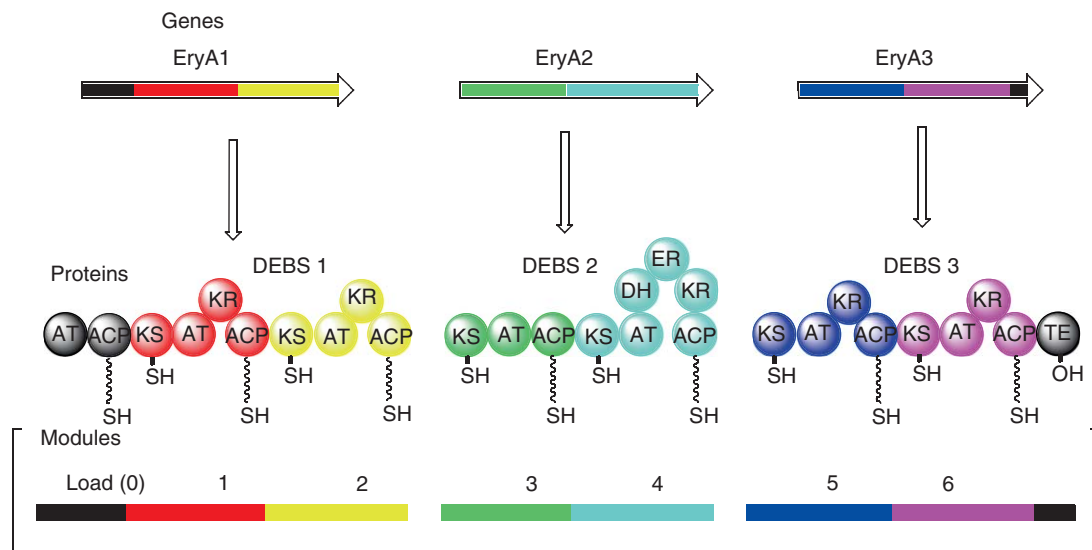 Genes
EryA1 EryA2 EryA3
Proteins DEBS 1 DEBS 2 DEBS 3
AT ACP KS AT KR ACP KS AT KR ACP KS AT ACP KS AT DH ER KR ACP KS AT KR ACP KS AT KR ACP TE
SH SH SH SH SH SH SH SH SH SH SH SH OH
Modules
Load (0) 1 2 3 4 5 6